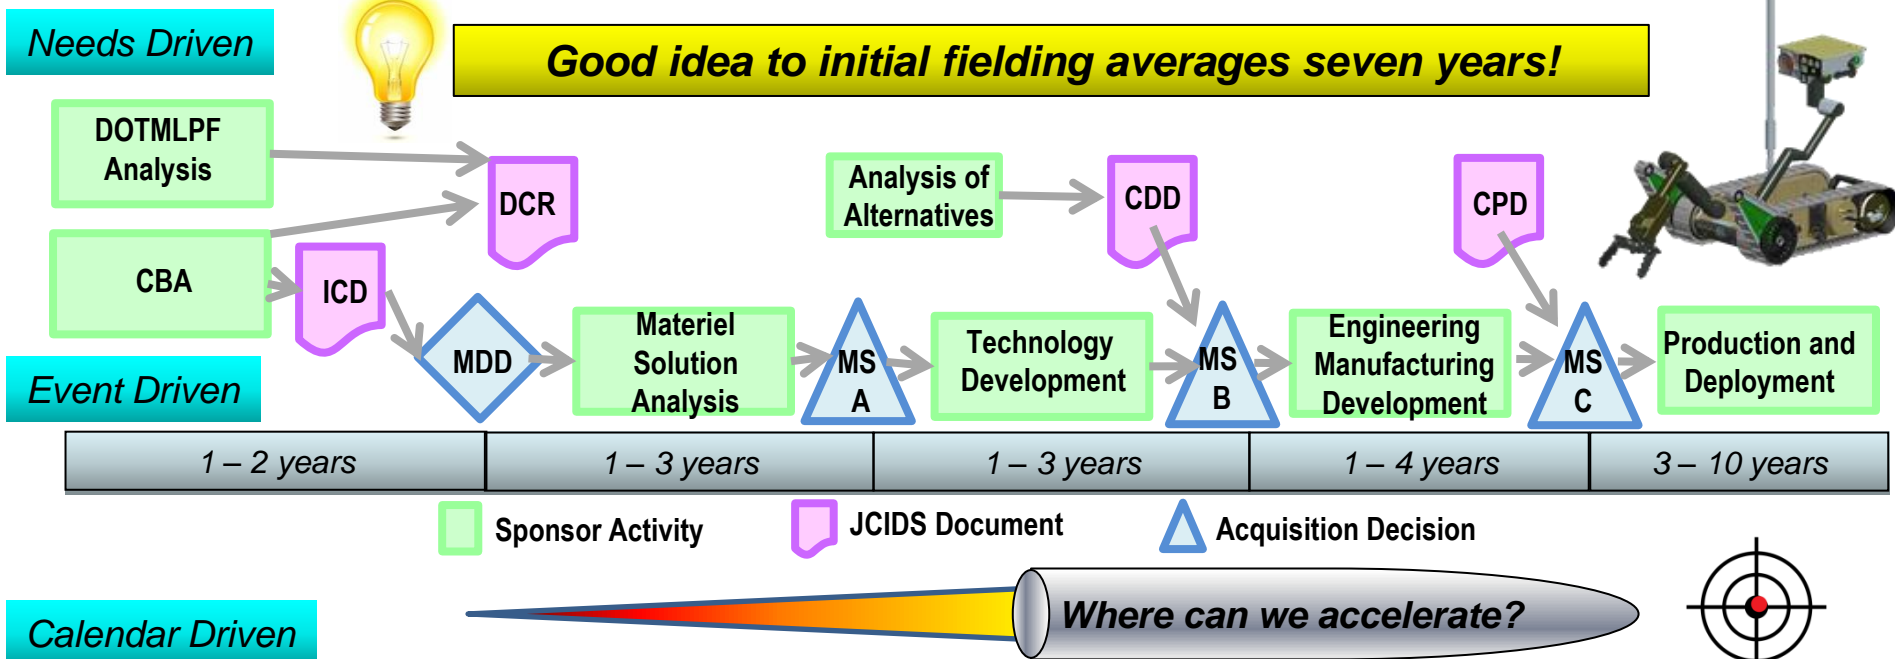 Needs Driven
Good idea to initial fielding averages seven years!
DOTMLPF
Analysis
DCR
Analysis of
Alternatives
CDD
CPD
CBA
ICD
MDD
Materiel
Solution
Analysis
MS
A
Technology
Development
MS
B
Engineering
Manufacturing
Development
MS
C
Production and
Deployment
Event Driven
1 – 2 years
1 – 3 years
1 – 3 years
1 – 4 years
3 – 10 years
Sponsor Activity
JCIDS Document
Acquisition Decision
Where can we accelerate?
Calendar Driven